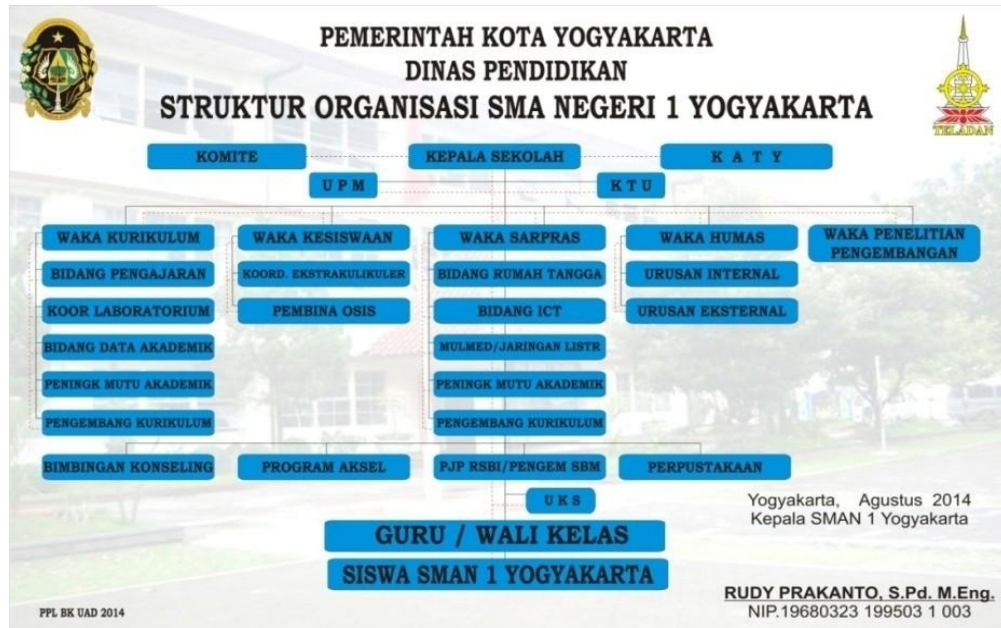 PEMERINTAH KOTA YOGYAKARTA
DINAS PENDIDIKAN
STRUKTUR ORGANISASI SMA NEGERI 1 YOGYAKARTA
TELADAN
KOMITE
KEPALA SEKOLAH
K A T Y
U P M
K T U
WAKA KURIKULUM
WAKA KESISWAAN
WAKA SARPRAS
WAKA HUMAS
WAKA PENELITIAN
PENGEMBANGAN
BIDANG PENGAJARAN
KOORD. EKSTRAKULIKULER
BIDANG RUMAH TANGGA
URUSAN INTERNAL
KOOR LABORATORIUM
PEMBINA OSIS
BIDANG ICT
URUSAN EKSTERNAL
BIDANG DATA AKADEMIK
MULMED/JARINGAN LISTR
PENINGK MUTU AKADEMIK
PENINGK MUTU AKADEMIK
PENGEMBANG KURIKULUM
PENGEMBANG KURIKULUM
BIMBINGAN KONSELING
PROGRAM AKSEL
PJP RSBI/PENGEM SBM
PERPUSTAKAAN
U K S
GURU / WALI KELAS
SISWA SMAN 1 YOGYAKARTA
Yogyakarta, Agustus 2014
Kepala SMAN 1 Yogyakarta
RUDY PRAKANTO, S.Pd. M.Eng.
NIP.19680323 199503 1 003
PPL BK UAD 2014